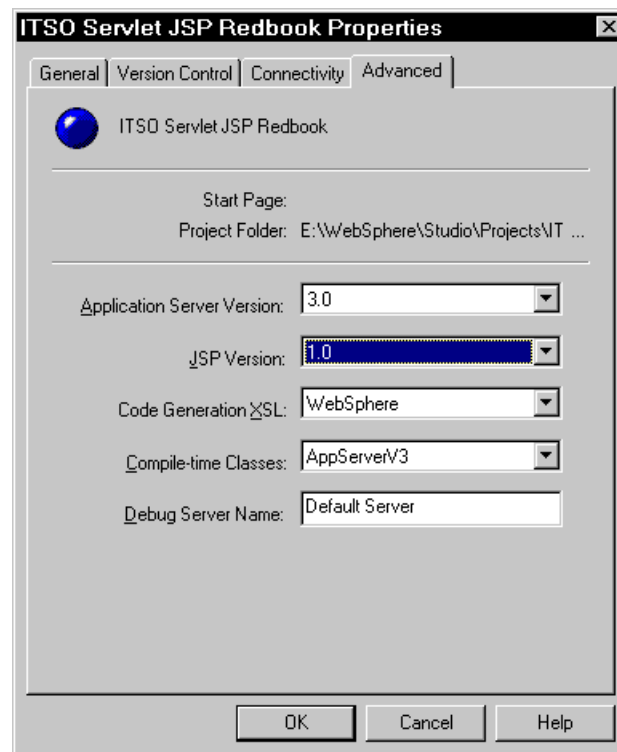 ITSO Servlet JSP Redbook Properties
General Version Control Connectivity Advanced
ITSO Servlet JSP Redbook
Start Page:
Project Folder: E:\WebSphere\Studio\Projects\IT ...
Application Server Version: 3.0
JSP Version: 1.0
Code Generation XSL: WebSphere
Compile-time Classes: AppServerV3
Debug Server Name: Default Server
OK Cancel Help